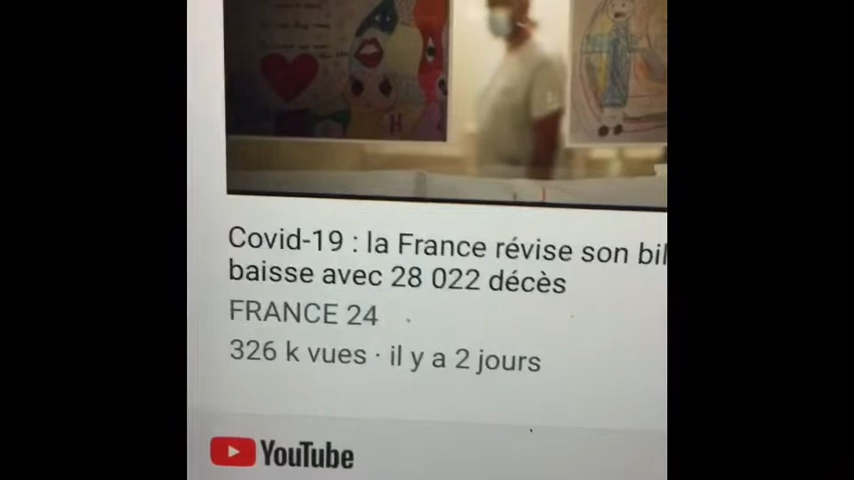 Covid-19 : la France révise son
baisse avec 28 022 décès
FRANCE 24
326 k vues · il y a 2 jours
YouTube